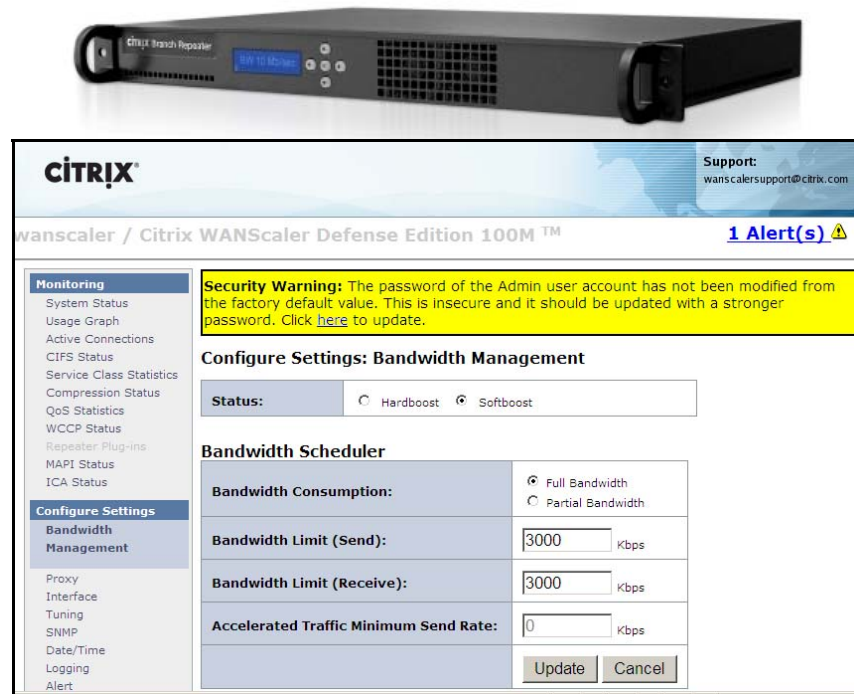 CİTRIX Branch Repeater
BW 10 Mb/sec
CİTRIX®
Support:
wanscalersupport@citrix.com
wanscaler / Citrix WANScaler Defense Edition 100M ™
1 Alert(s)
Monitoring
System Status
Usage Graph
Active Connections
CIFS Status
Service Class Statistics
Compression Status
QoS Statistics
WCCP Status
Repeater Plug-ins
MAPI Status
ICA Status
Configure Settings
Bandwidth
Management
Proxy
Interface
Tuning
SNMP
Date/Time
Logging
Alert
Security Warning: The password of the Admin user account has not been modified from
the factory default value. This is insecure and it should be updated with a stronger
password. Click here to update.
Configure Settings: Bandwidth Management
Status: Hardboost Softboost
Bandwidth Scheduler
Bandwidth Consumption: Full Bandwidth
Partial Bandwidth
Bandwidth Limit (Send): 3000 Kbps
Bandwidth Limit (Receive): 3000 Kbps
Accelerated Traffic Minimum Send Rate: 0 Kbps
Update Cancel